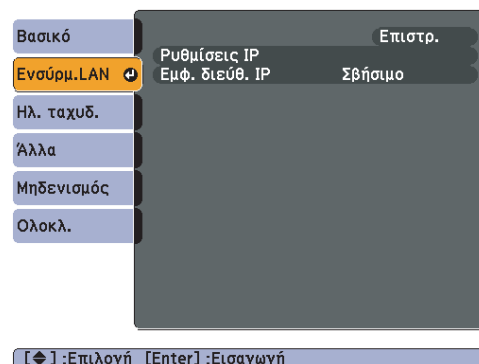 Βασικό
Ενσύρμ.LAN
Ηλ. ταχυδ.
Άλλα
Μηδενισμός
Ολοκλ.
Επιστρ.
Ρυθμίσεις IP
Εμφ. διεύθ. IP Σβήσιμο
[ ] :Επιλογή [Enter] :Εισαγωγή